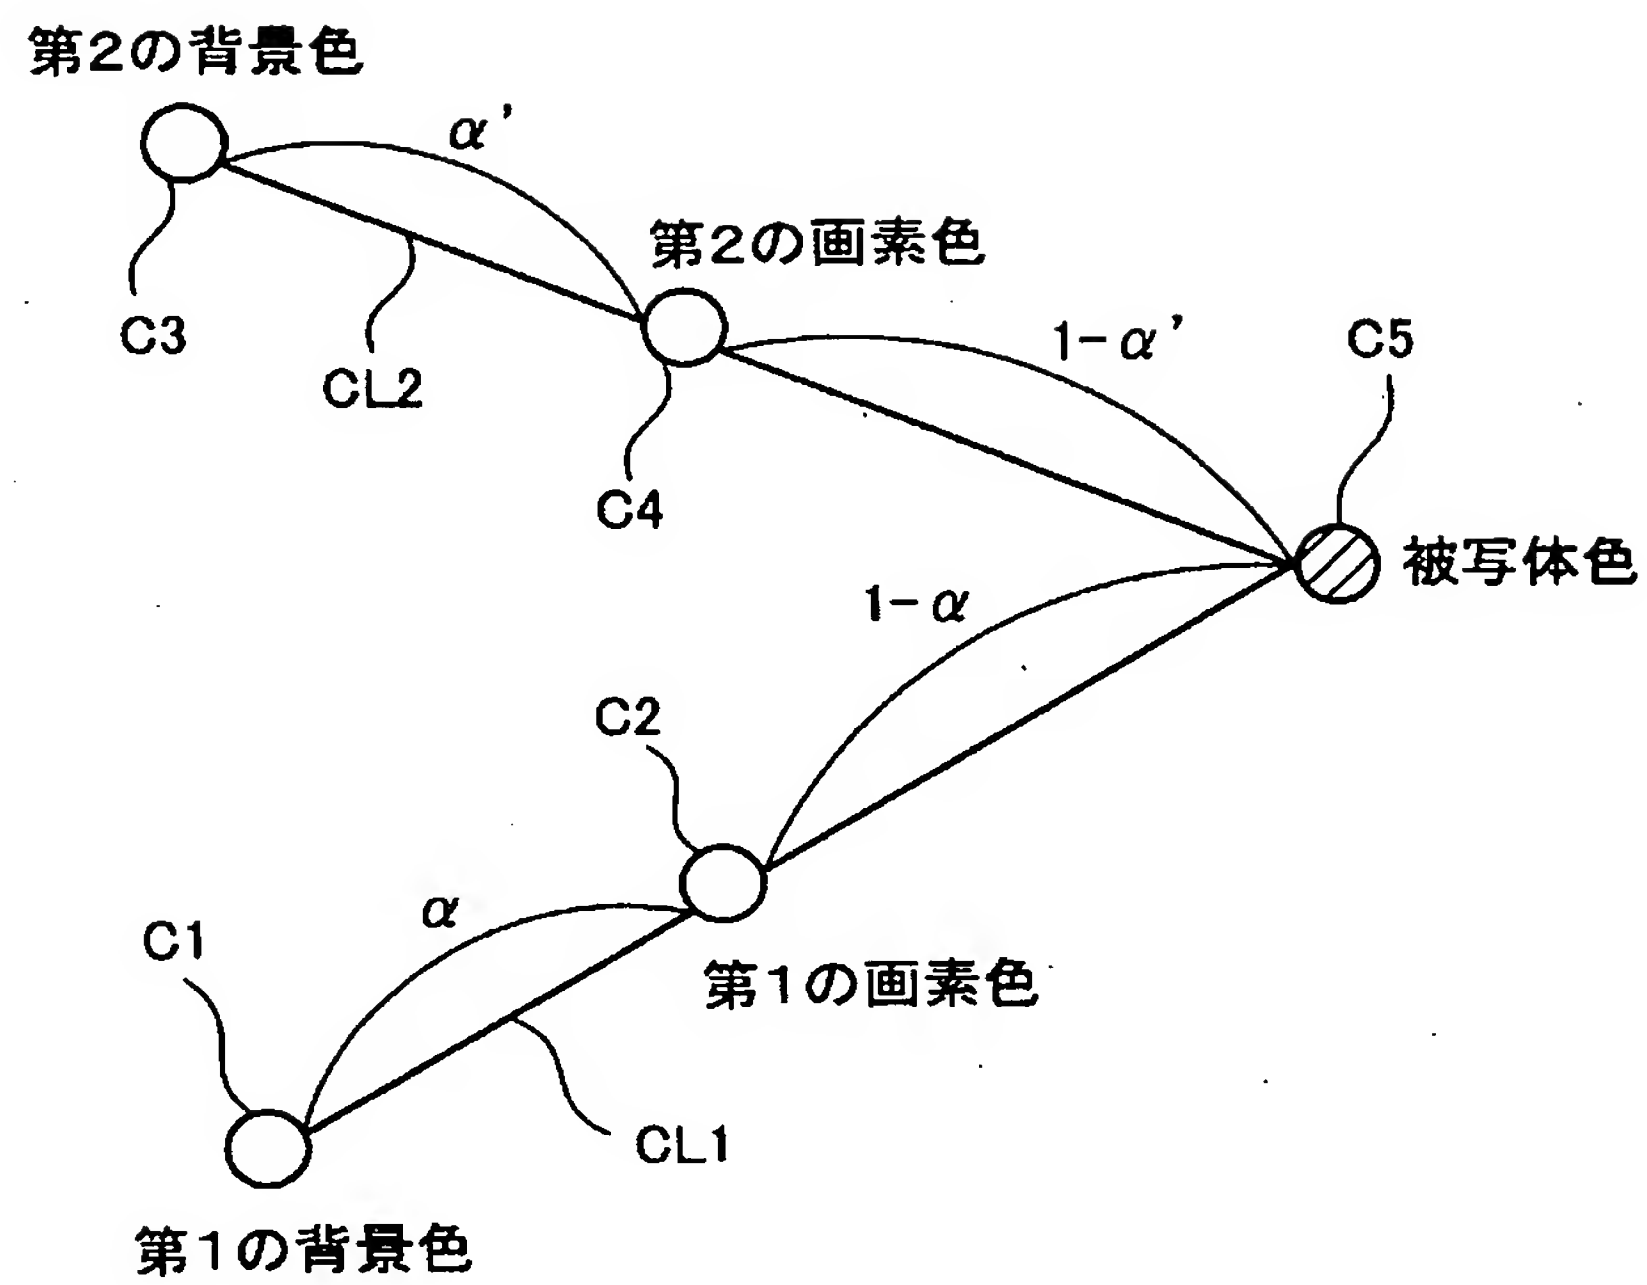 第2の背景色
α'
第2の画素色
C3
CL2
1-α'
C5
C4
被写体色
1-α
C2
α
C1
第1の画素色
CL1
第1の背景色